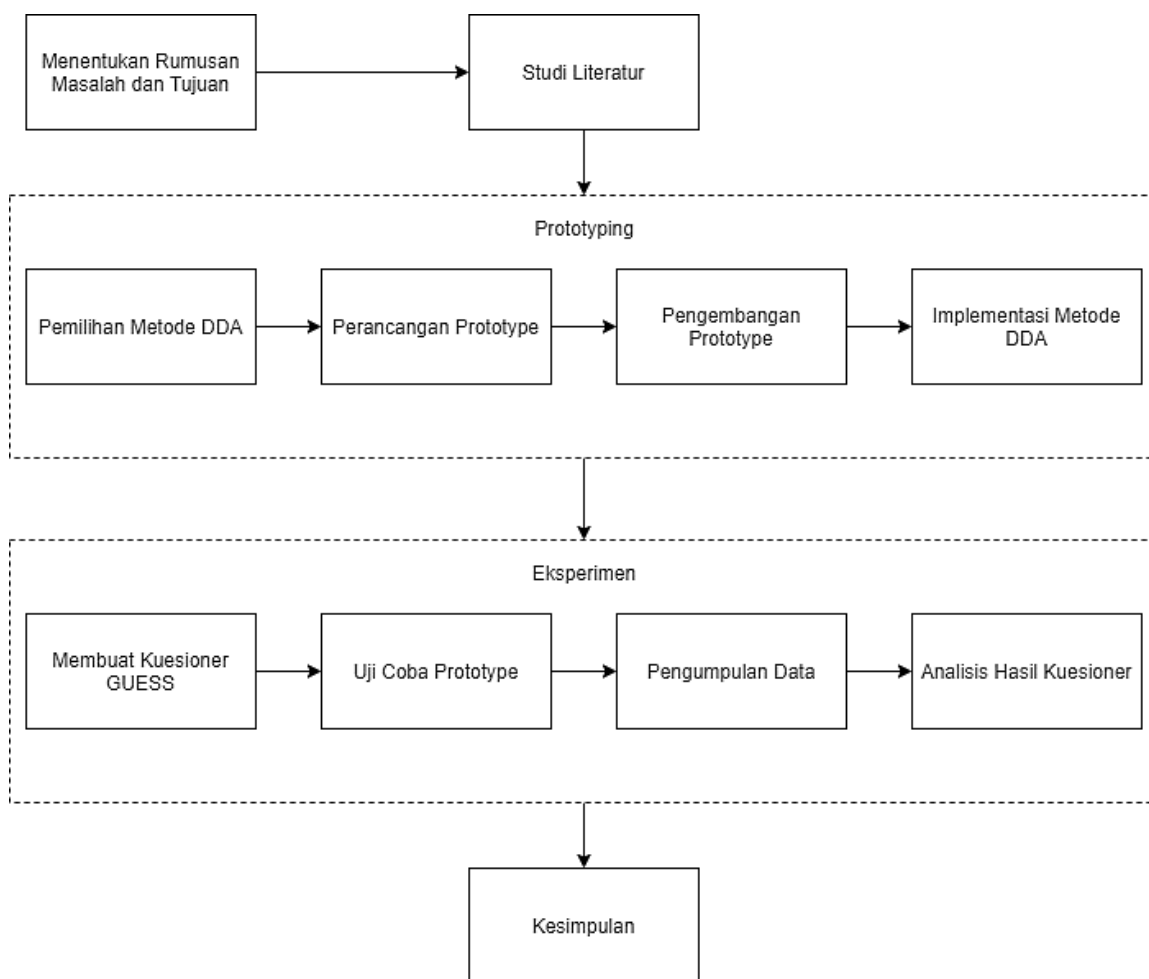 Menentukan Rumusan
Masalah dan Tujuan
Studi Literatur
Prototyping
Pemilihan Metode DDA
Perancangan Prototype
Pengembangan
Prototype
Implementasi Metode
DDA
Eksperimen
Membuat Kuesioner
GUESS
Uji Coba Prototype
Pengumpulan Data
Analisis Hasil Kuesioner
Kesimpulan